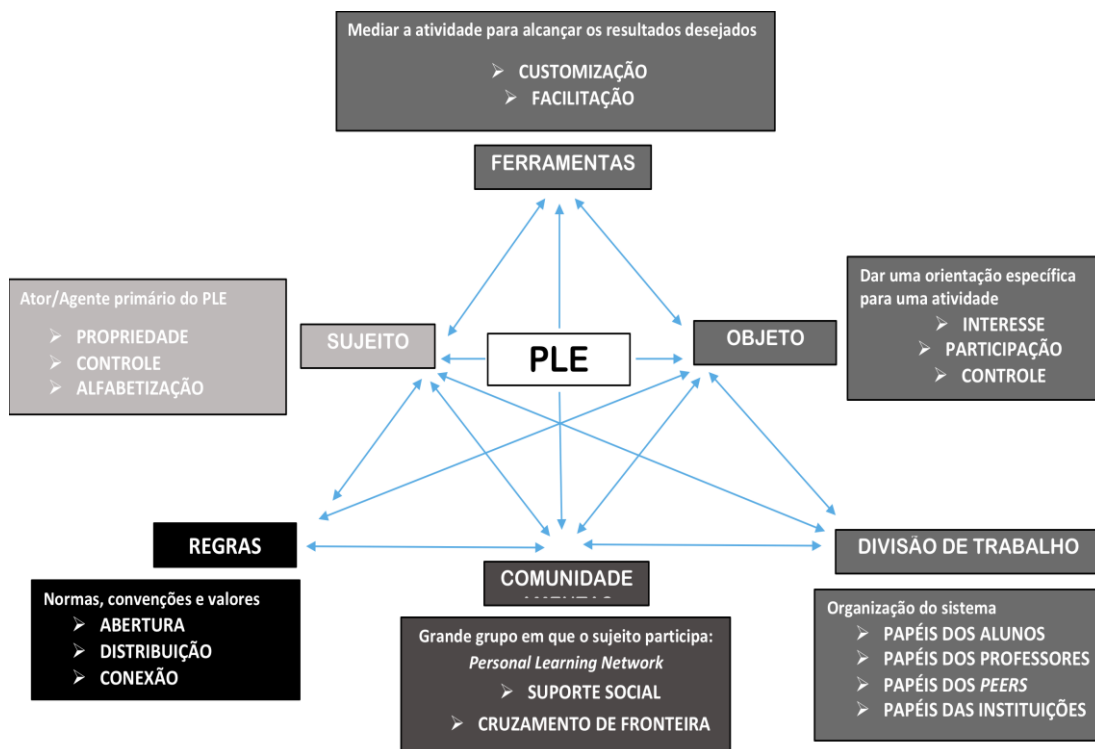 Mediar a atividade para alcançar os resultados desejados
➢ CUSTOMIZAÇÃO
➢ FACILITAÇÃO
FERRAMENTAS
Ator/Agente primário do PLE
➢ PROPRIEDADE
➢ CONTROLE
➢ ALFABETIZAÇÃO
SUJEITO
PLE
OBJETO
Dar uma orientação específica
para uma atividade
➢ INTERESSE
➢ PARTICIPAÇÃO
➢ CONTROLE
REGRAS
Normas, convenções e valores
➢ ABERTURA
➢ DISTRIBUIÇÃO
➢ CONEXÃO
COMUNIDADE
Grande grupo em que o sujeito participa:
Personal Learning Network
➢ SUPORTE SOCIAL
➢ CRUZAMENTO DE FRONTEIRA
DIVISÃO DE TRABALHO
Organização do sistema
➢ PAPÉIS DOS ALUNOS
➢ PAPÉIS DOS PROFESSORES
➢ PAPÉIS DOS PEERS
➢ PAPÉIS DAS INSTITUIÇÕES